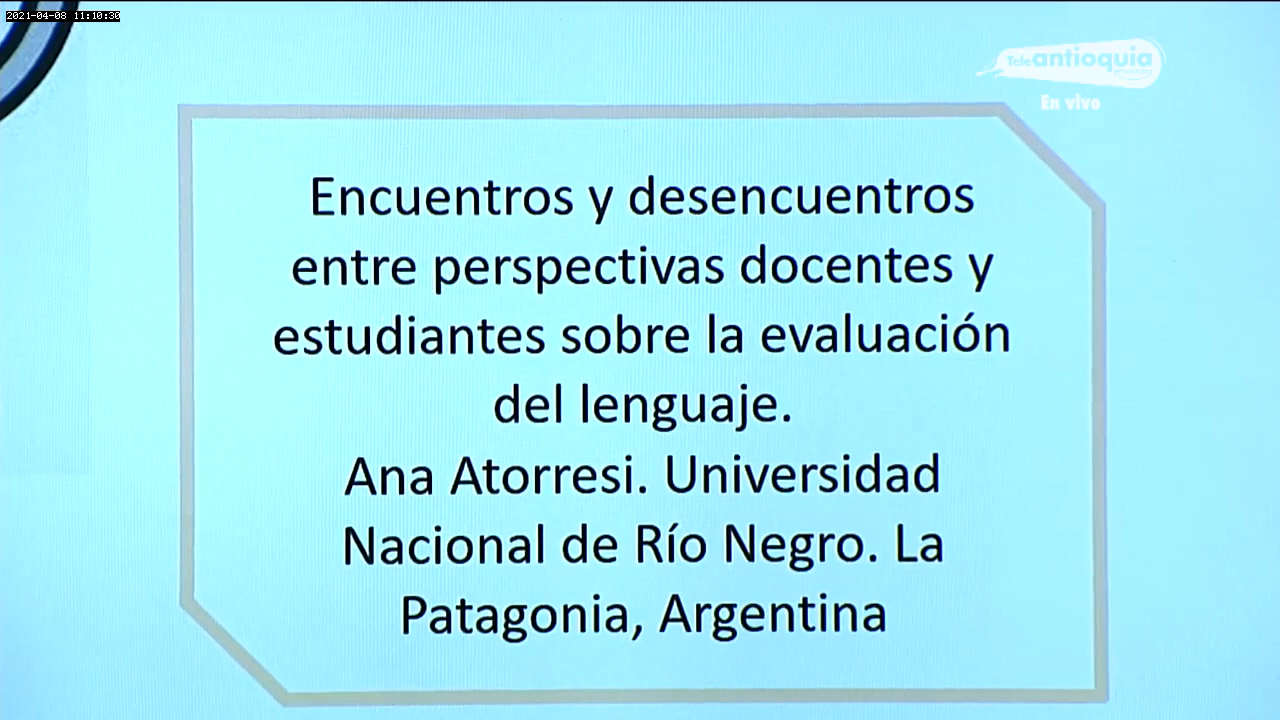 2021-04-08 11:10:30
Teleantioquia
En vivo
Encuentros y desencuentros
entre perspectivas docentes y
estudiantes sobre la evaluación
del lenguaje.
Ana Atorresi. Universidad
Nacional de Río Negro. La
Patagonia, Argentina